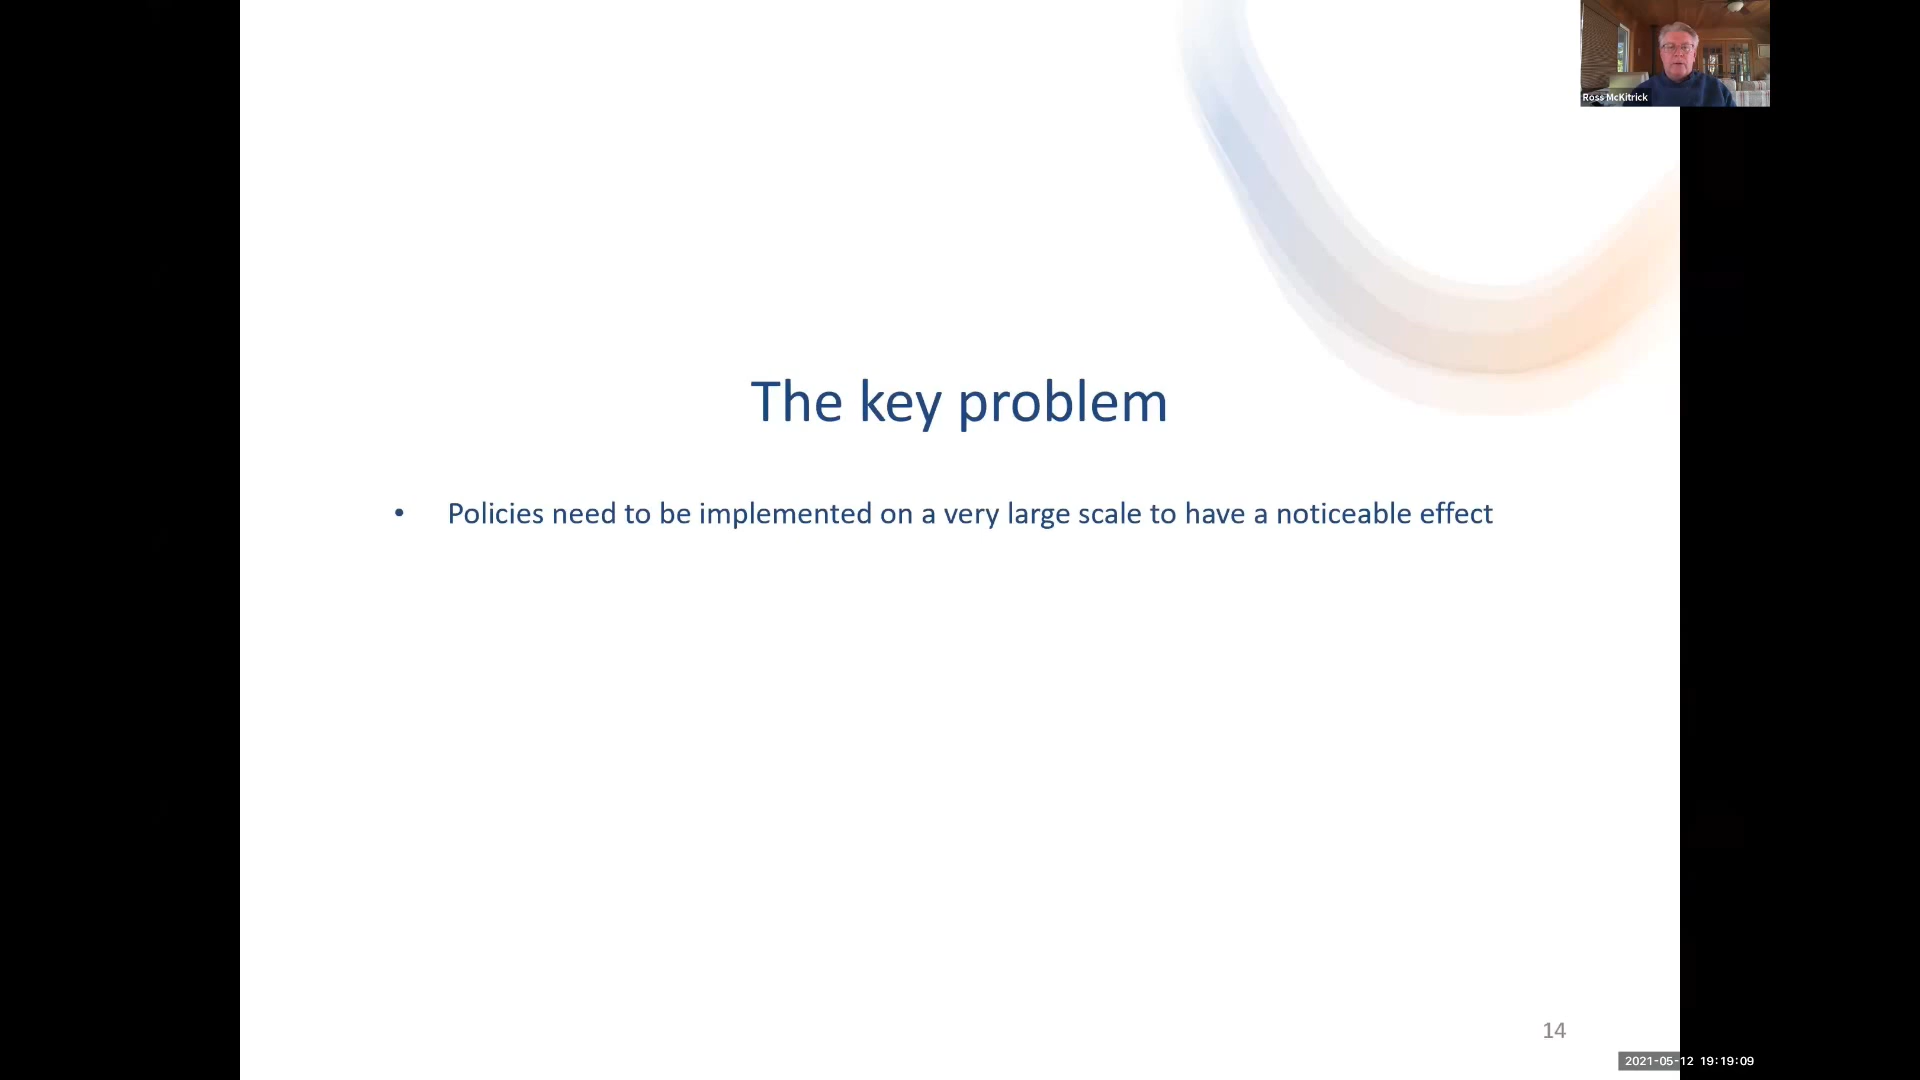 Ross McKitrick
The key problem
• Policies need to be implemented on a very large scale to have a noticeable effect
14
2021-05-12 19:19:09